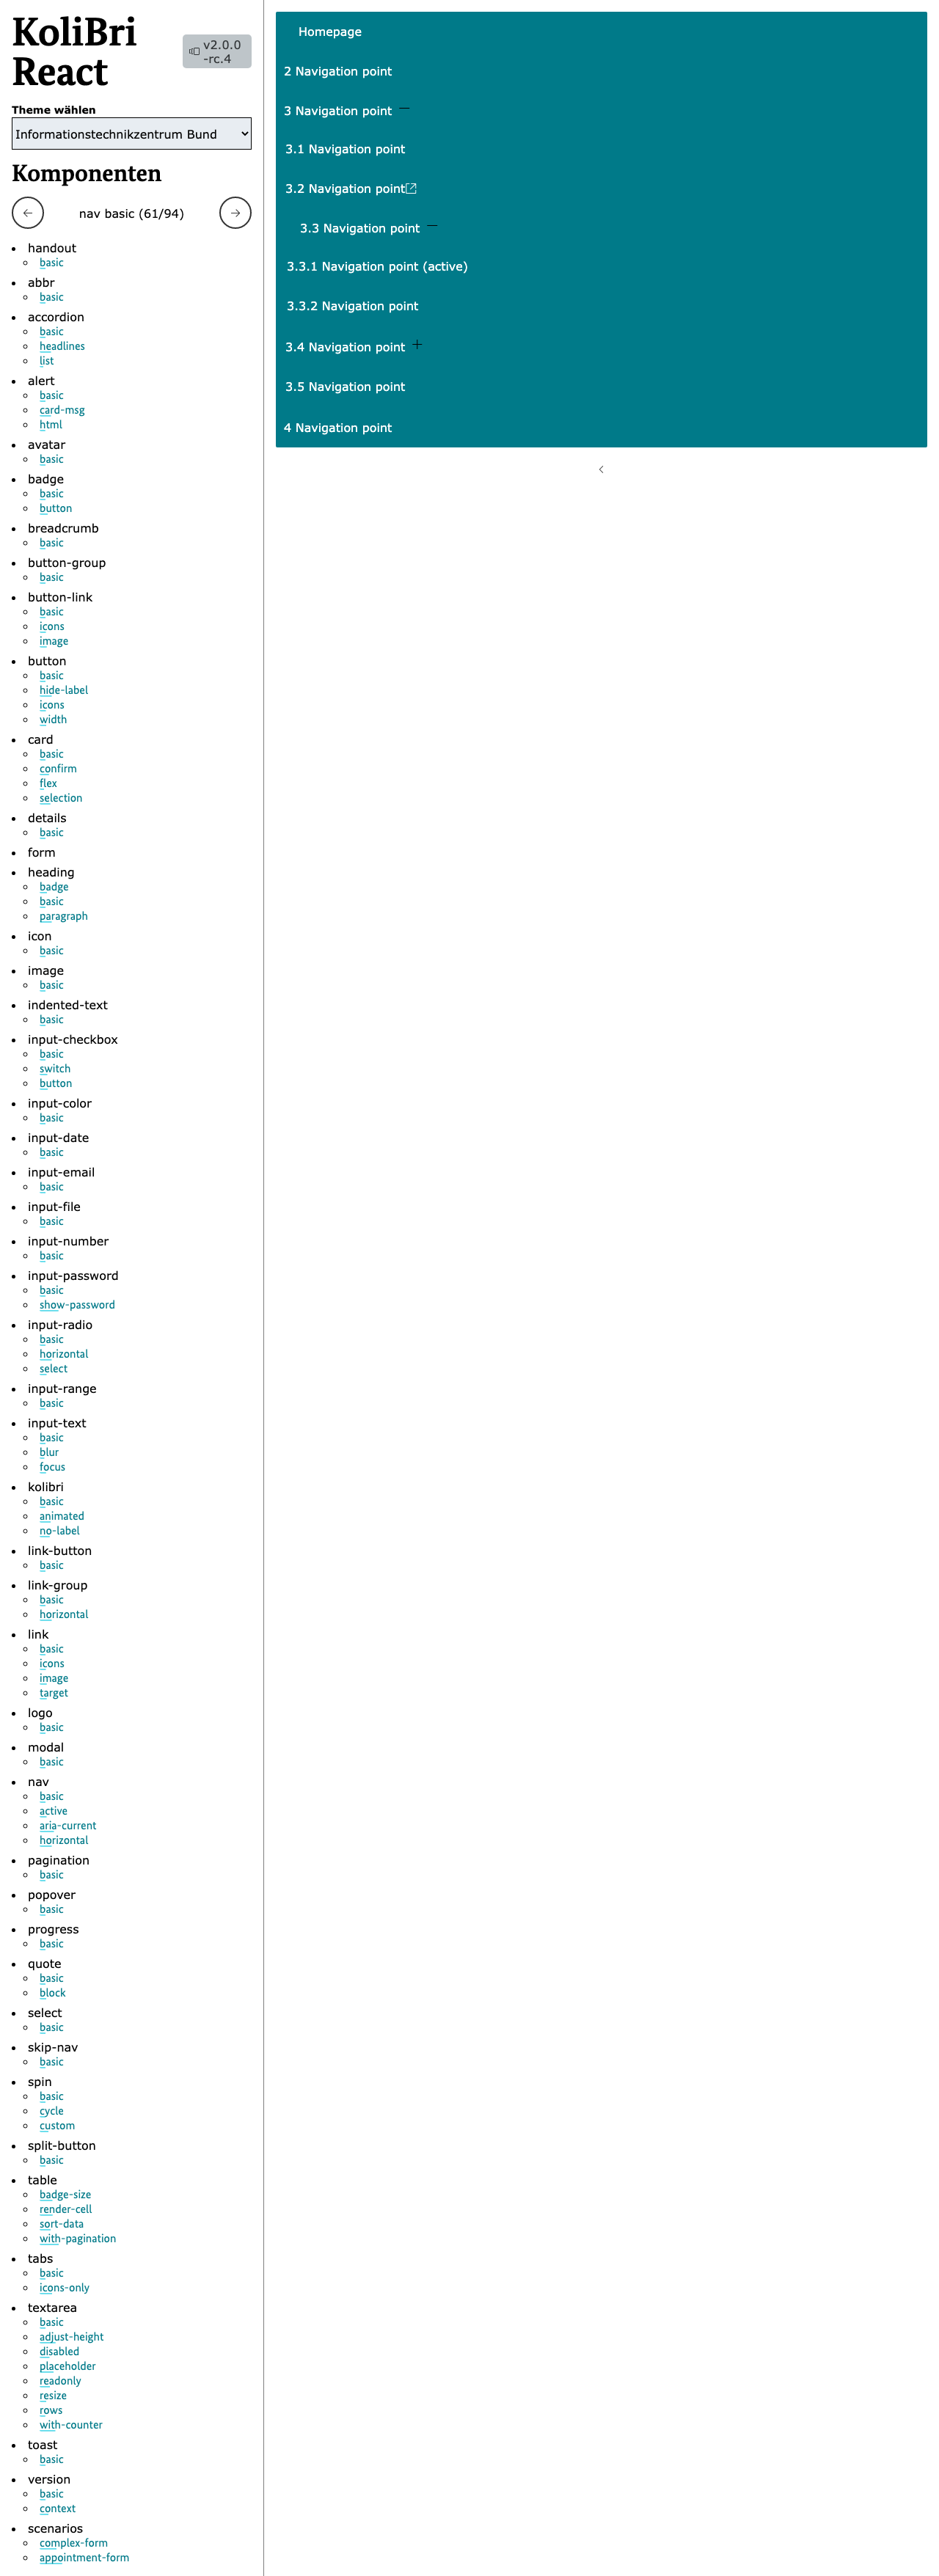 KoliBri
React
v2.0.0
-rc.4
Theme wählen
Informationstechnikzentrum Bund
Komponenten
nav basic (61/94)
handout
basic
abbr
basic
accordion
basic
headlines
list
alert
basic
card-msg
html
avatar
basic
badge
basic
button
breadcrumb
basic
button-group
basic
button-link
basic
icons
image
button
basic
hide-label
icons
width
card
basic
confirm
flex
selection
details
basic
form
heading
badge
basic
paragraph
icon
basic
image
basic
indented-text
basic
input-checkbox
basic
switch
button
input-color
basic
input-date
basic
input-email
basic
input-file
basic
input-number
basic
input-password
basic
show-password
input-radio
basic
horizontal
select
input-range
basic
input-text
basic
blur
focus
kolibri
basic
animated
no-label
link-button
basic
link-group
basic
horizontal
link
basic
icons
image
target
logo
basic
modal
basic
nav
basic
active
aria-current
horizontal
pagination
basic
popover
basic
progress
basic
quote
basic
block
select
basic
skip-nav
basic
spin
basic
cycle
custom
split-button
basic
table
badge-size
render-cell
sort-data
with-pagination
tabs
basic
icons-only
textarea
basic
adjust-height
disabled
placeholder
readonly
resize
rows
with-counter
toast
basic
version
basic
context
scenarios
complex-form
appointment-form
Homepage
2 Navigation point
3 Navigation point
3.1 Navigation point
3.2 Navigation point
3.3 Navigation point
3.3.1 Navigation point (active)
3.3.2 Navigation point
3.4 Navigation point
3.5 Navigation point
4 Navigation point